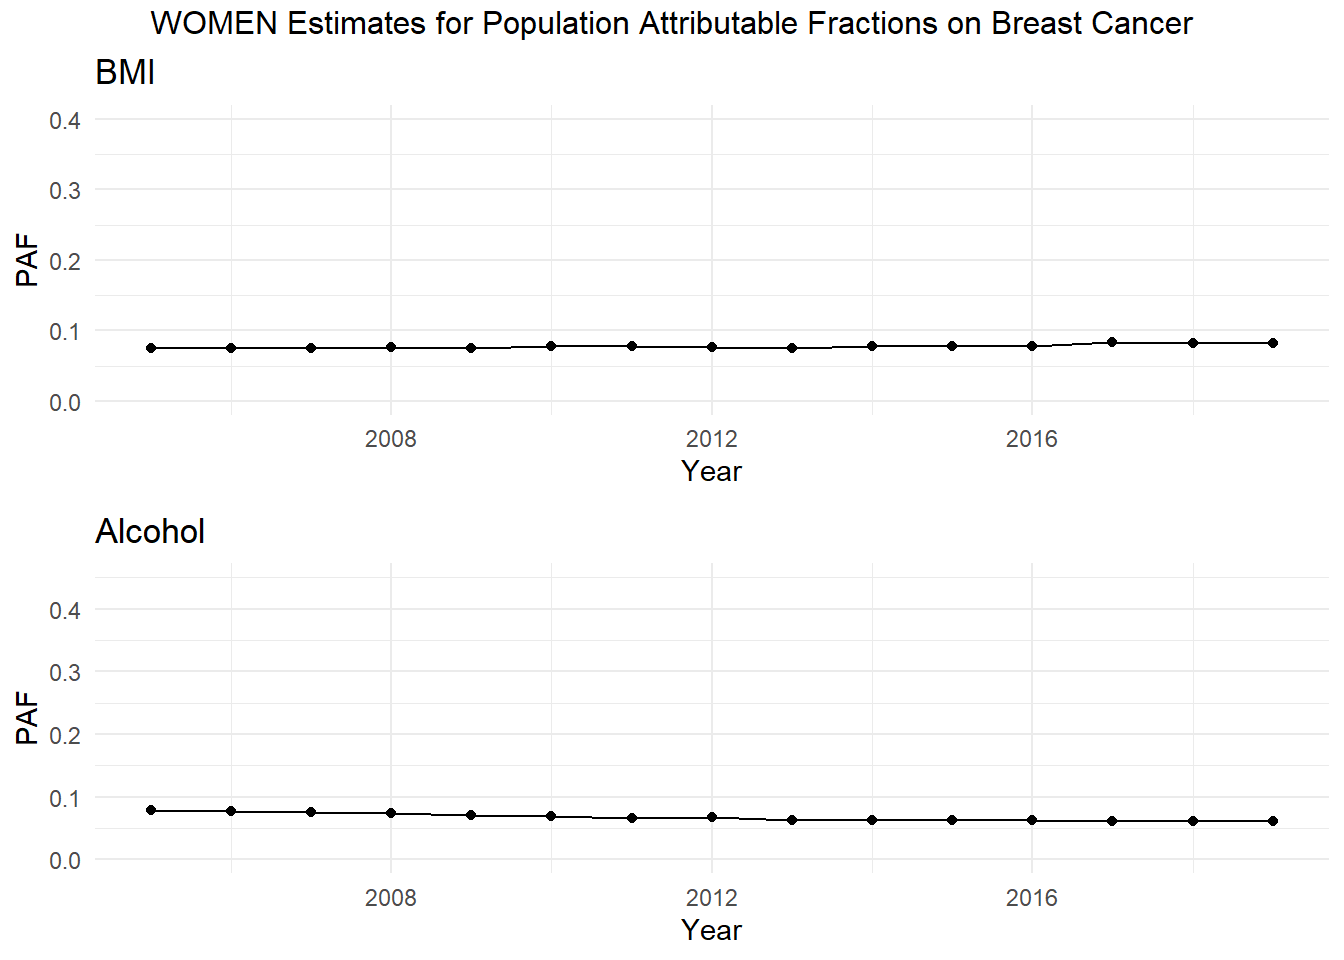 WOMEN Estimates for Population Attributable Fractions on Breast Cancer
BMI
0.4
0.3
0.2
0.1
0.0
PAF
2008 2012 2016
Year
Alcohol
0.4
0.3
0.2
0.1
0.0
PAF
2008 2012 2016
Year